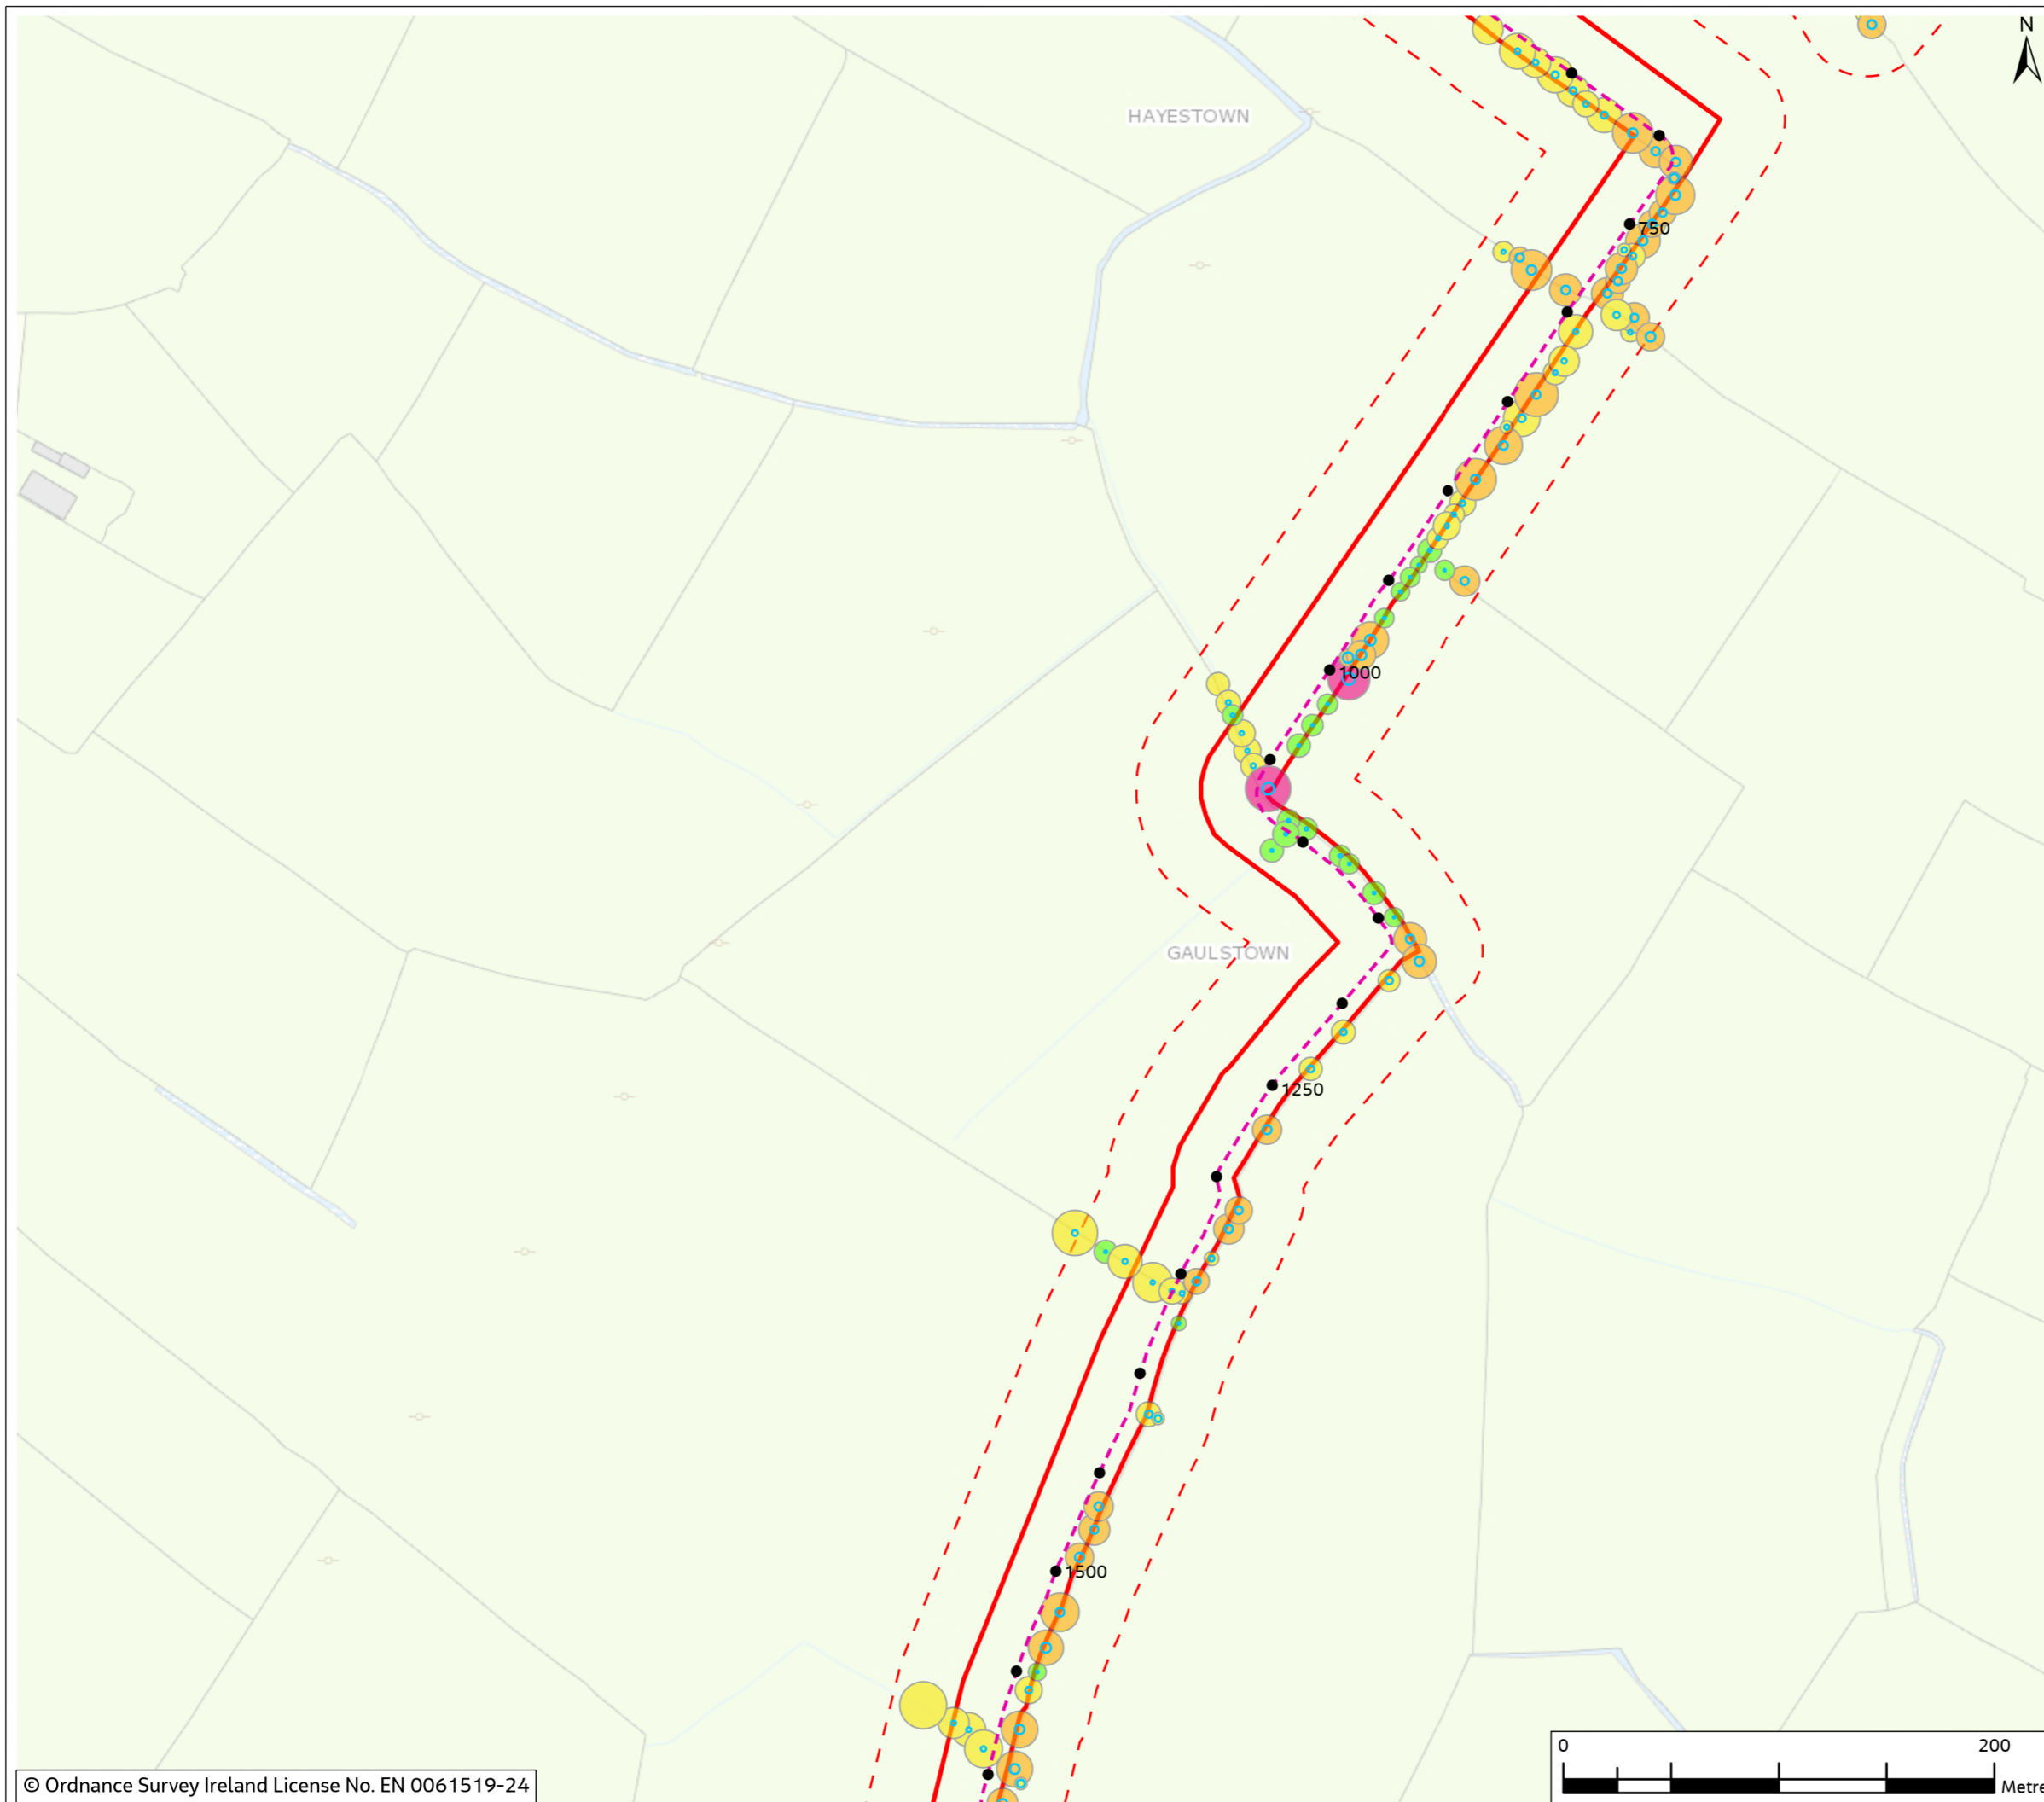 N
HAYESTOWN
750
1000
GAULSTOWN
1250
1500
0 200
Metre
© Ordnance Survey Ireland License No. EN 0061519-24